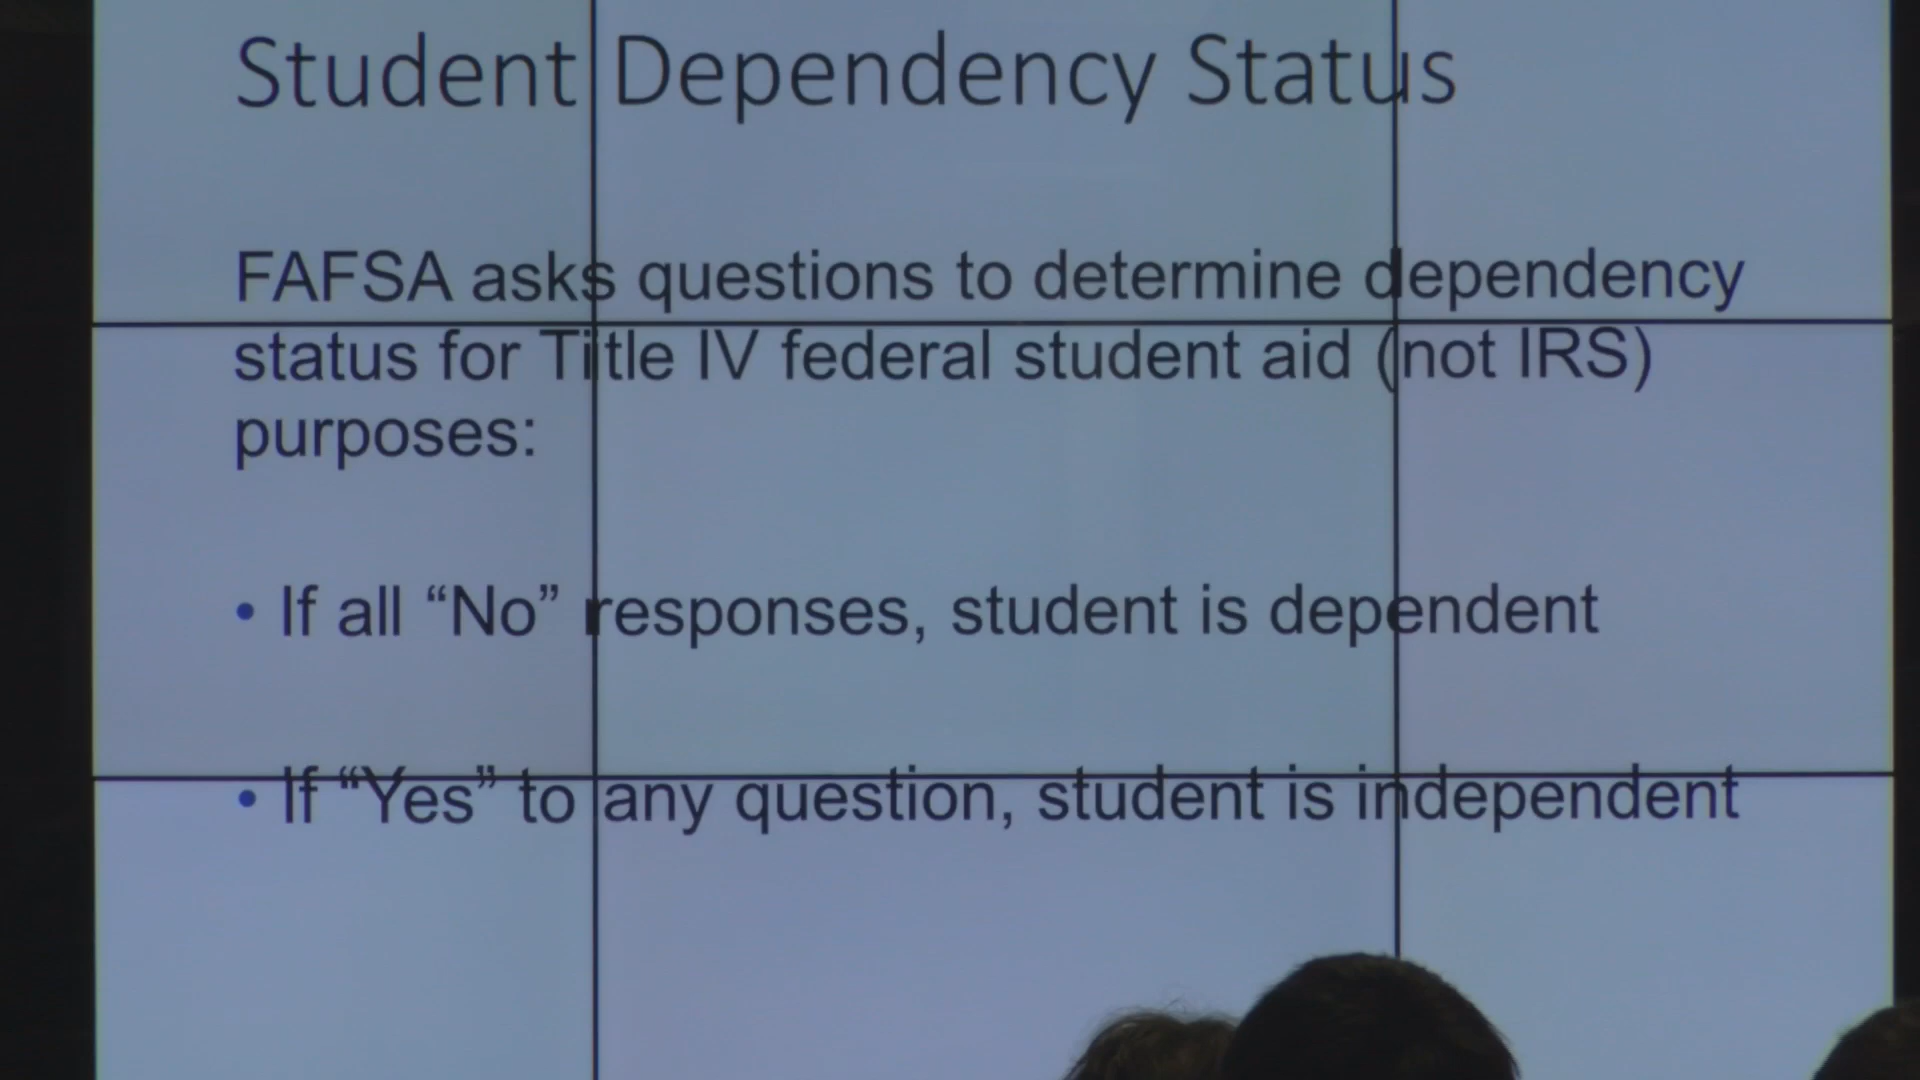 Student Dependency Status
FAFSA asks questions to determine dependency
status for Title IV federal student aid (not IRS)
purposes:
• If all “No” responses, student is dependent
• If “Yes” to any question, student is independent